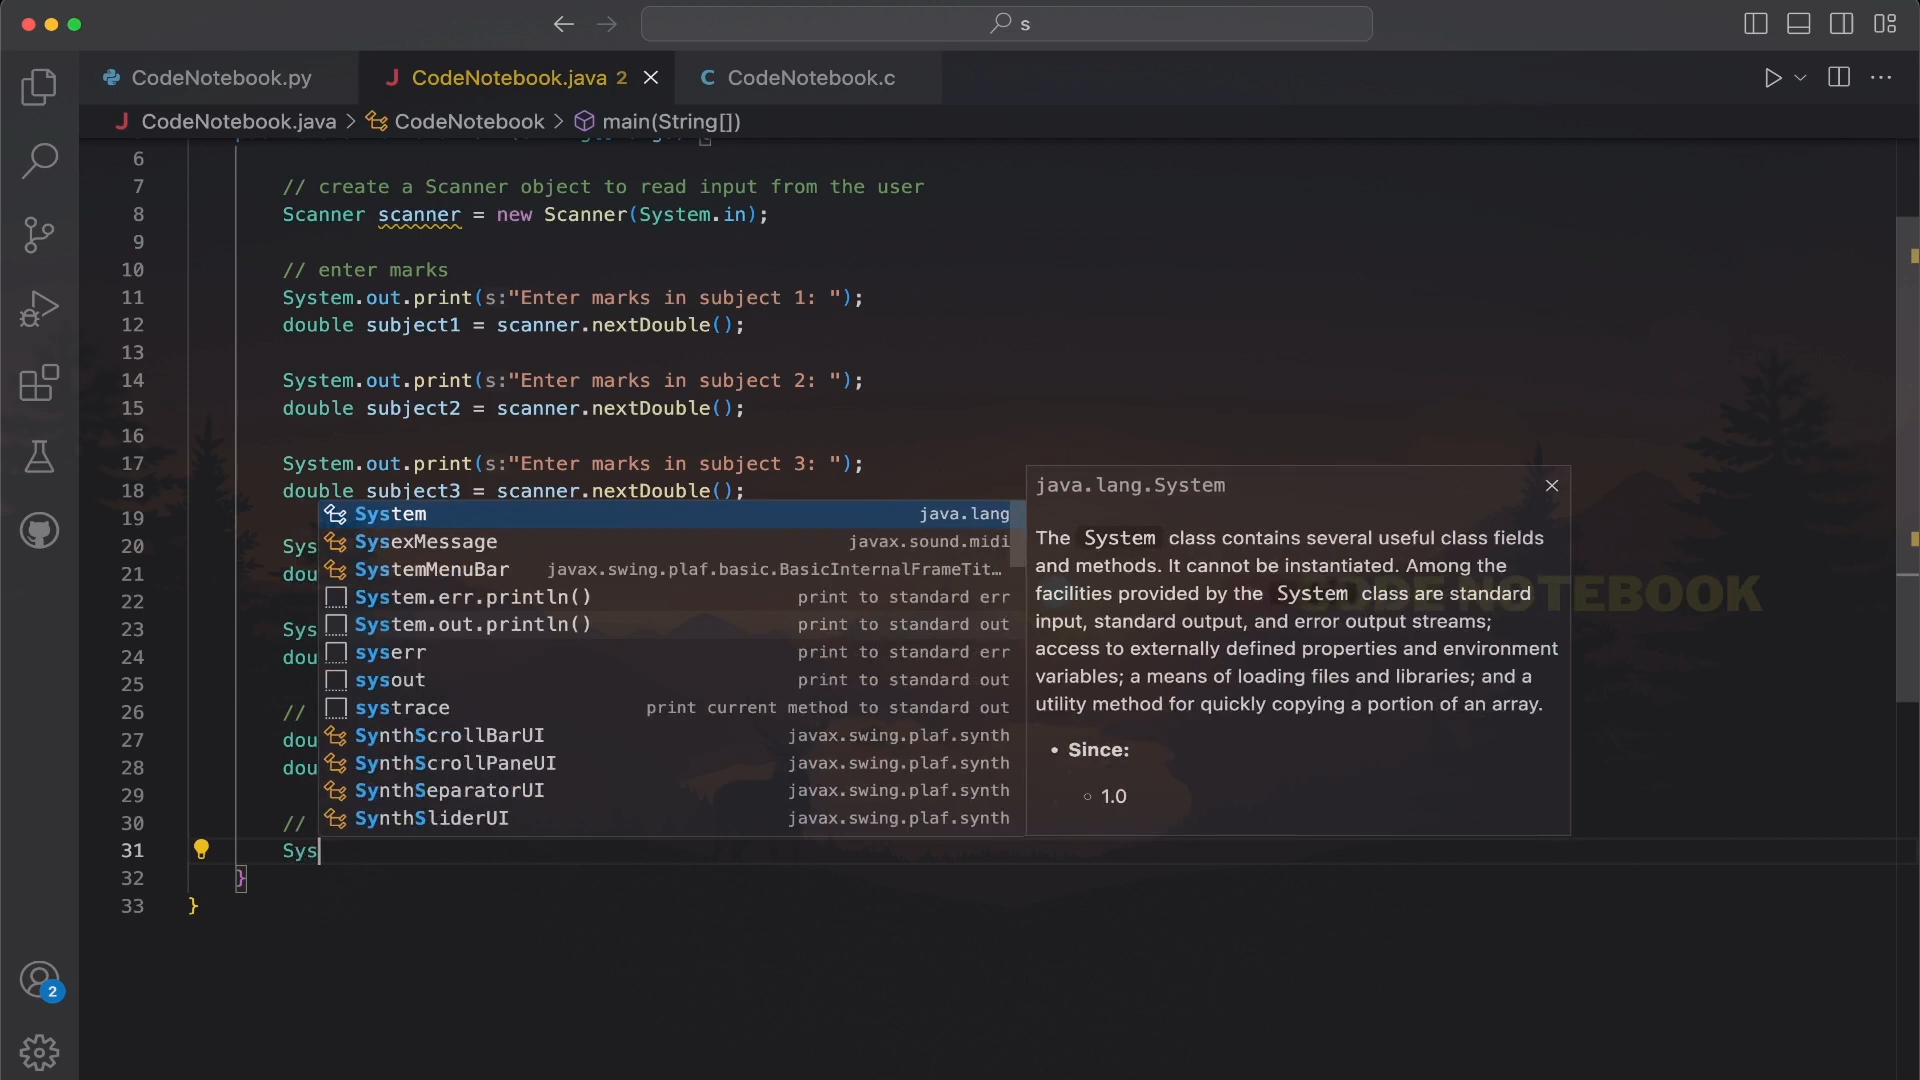 s
CodeNotebook.py
CodeNotebook.java 2
CodeNotebook.c
CodeNotebook.java > CodeNotebook > main(String[])
6
7 // create a Scanner object to read input from the user
8 Scanner scanner = new Scanner(System.in);
9
10 // enter marks
11 System.out.print(s:"Enter marks in subject 1: ");
12 double subject1 = scanner.nextDouble();
13
14 System.out.print(s:"Enter marks in subject 2: ");
15 double subject2 = scanner.nextDouble();
16
17 System.out.print(s:"Enter marks in subject 3: ");
18 double subject3 = scanner.nextDouble();
19
20 Sys
21 dou
22
23 Sys
24 dou
25
26 //
27 dou
28 dou
29
30 //
31 Sys
32 }
33 }
System java.lang
SysexMessage javax.sound.midi
SystemMenuBar javax.swing.plaf.basic.BasicInternalFrameTit…
System.err.println() print to standard err
System.out.println() print to standard out
syserr print to standard err
sysout print to standard out
systrace print current method to standard out
SynthScrollBarUI javax.swing.plaf.synth
SynthScrollPaneUI javax.swing.plaf.synth
SynthSeparatorUI javax.swing.plaf.synth
SynthSliderUI javax.swing.plaf.synth
java.lang.System
The System class contains several useful class fields
and methods. It cannot be instantiated. Among the
facilities provided by the System class are standard
input, standard output, and error output streams;
access to externally defined properties and environment
variables; a means of loading files and libraries; and a
utility method for quickly copying a portion of an array.
• Since:
◦ 1.0
CODE NOTEBOOK
2